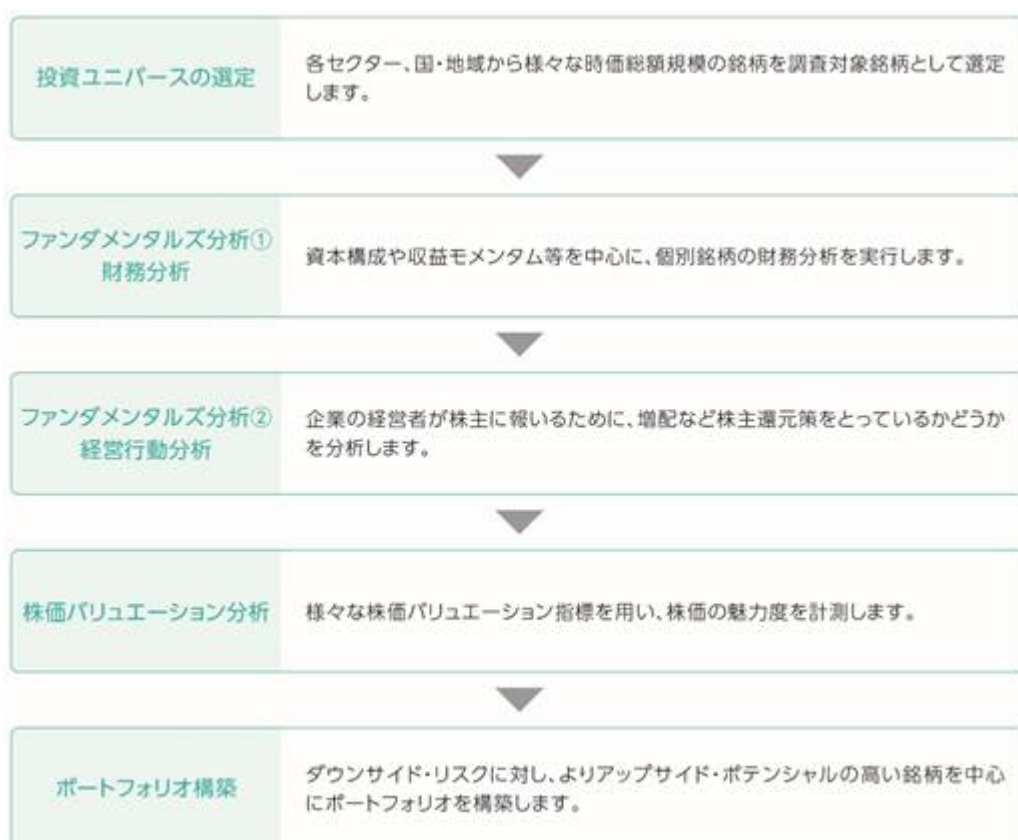 投資ユニバースの選定
各セクター、国・地域から様々な時価総額規模の銘柄を調査対象銘柄として選定
します。
ファンダメンタルズ分析①
財務分析
資本構成や収益モメンタム等を中心に、個別銘柄の財務分析を実行します。
ファンダメンタルズ分析②
経営行動分析
企業の経営者が株主に報いるために、増配など株主還元策をとっているかどうか
を分析します。
株価バリュエーション分析
様々な株価バリュエーション指標を用い、株価の魅力度を計測します。
ポートフォリオ構築
ダウンサイド・リスクに対し、よりアップサイド・ポテンシャルの高い銘柄を中心
にポートフォリオを構築します。